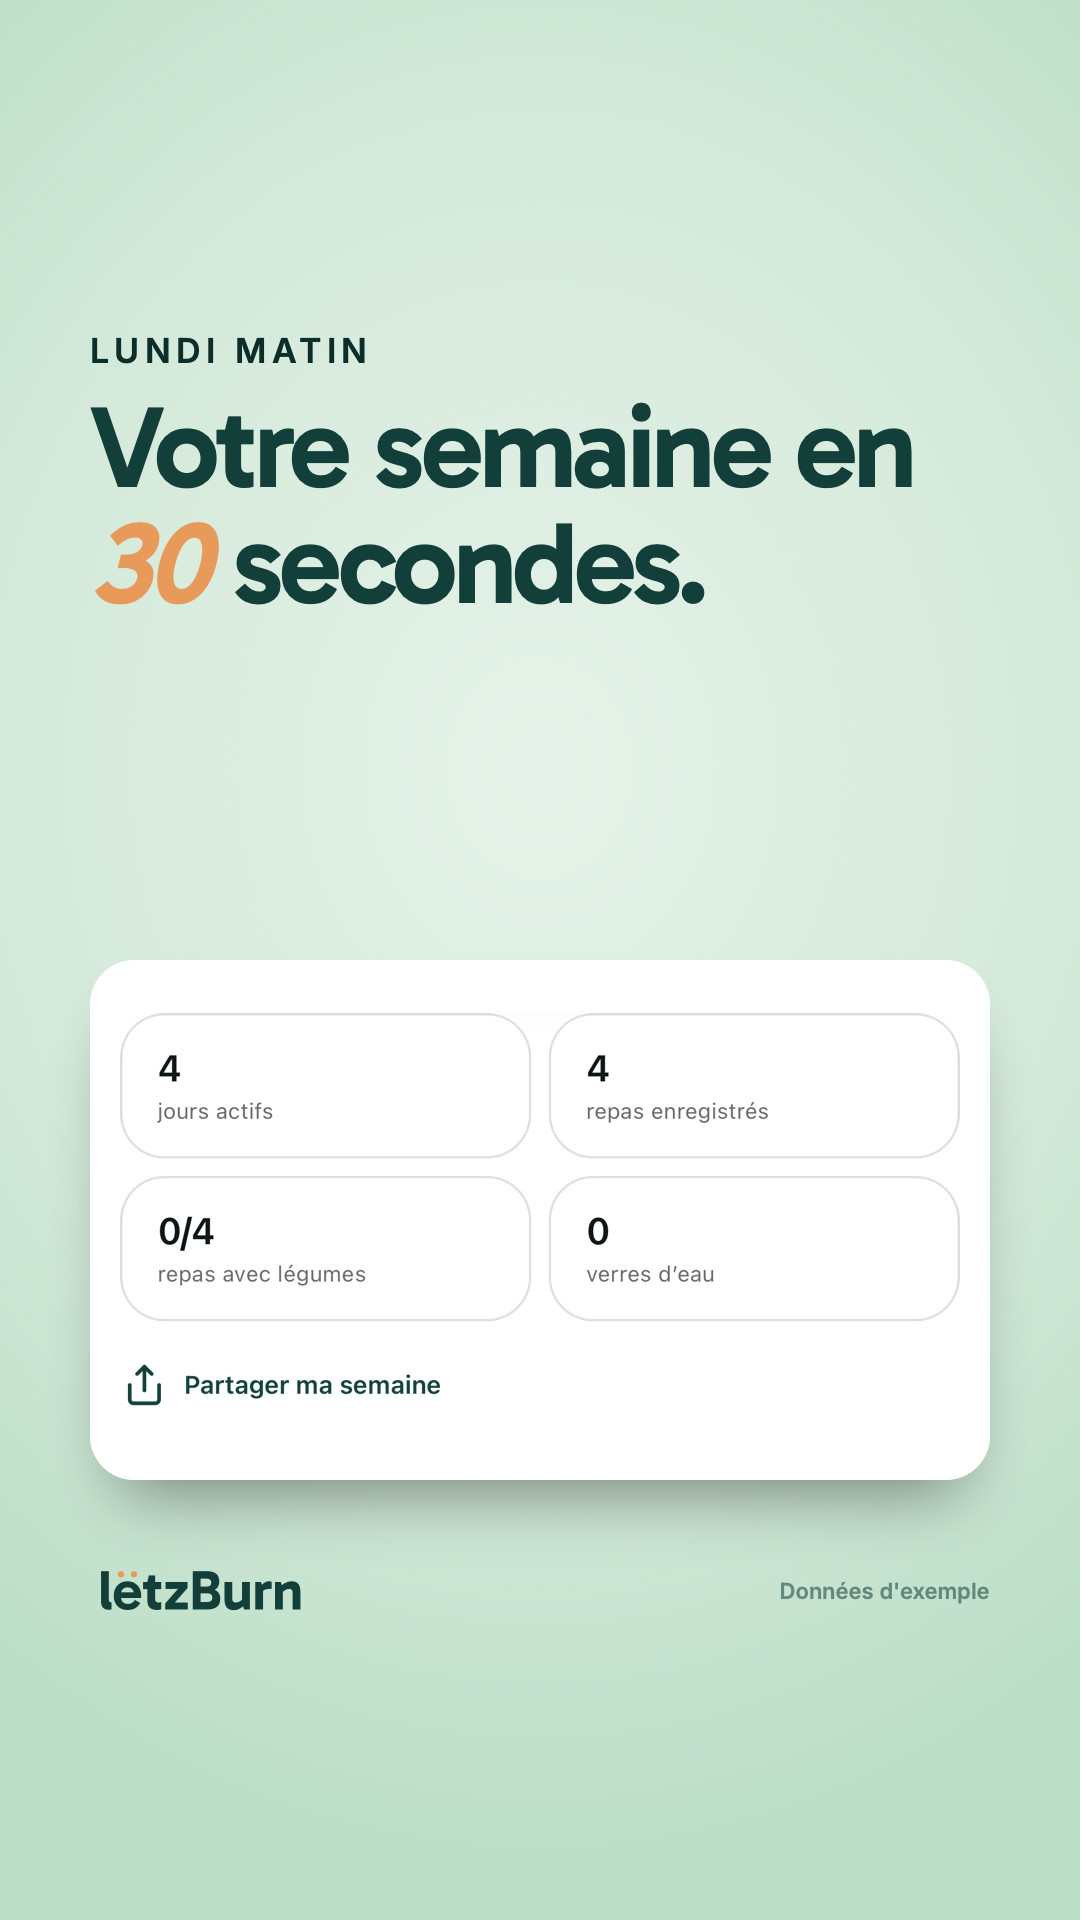 LUNDI MATIN
Votre semaine en
30 secondes.
4
jours actifs
4
repas enregistrés
0/4
repas avec légumes
0
verres d’eau
Partager ma semaine
lëtzBurn
Données d'exemple